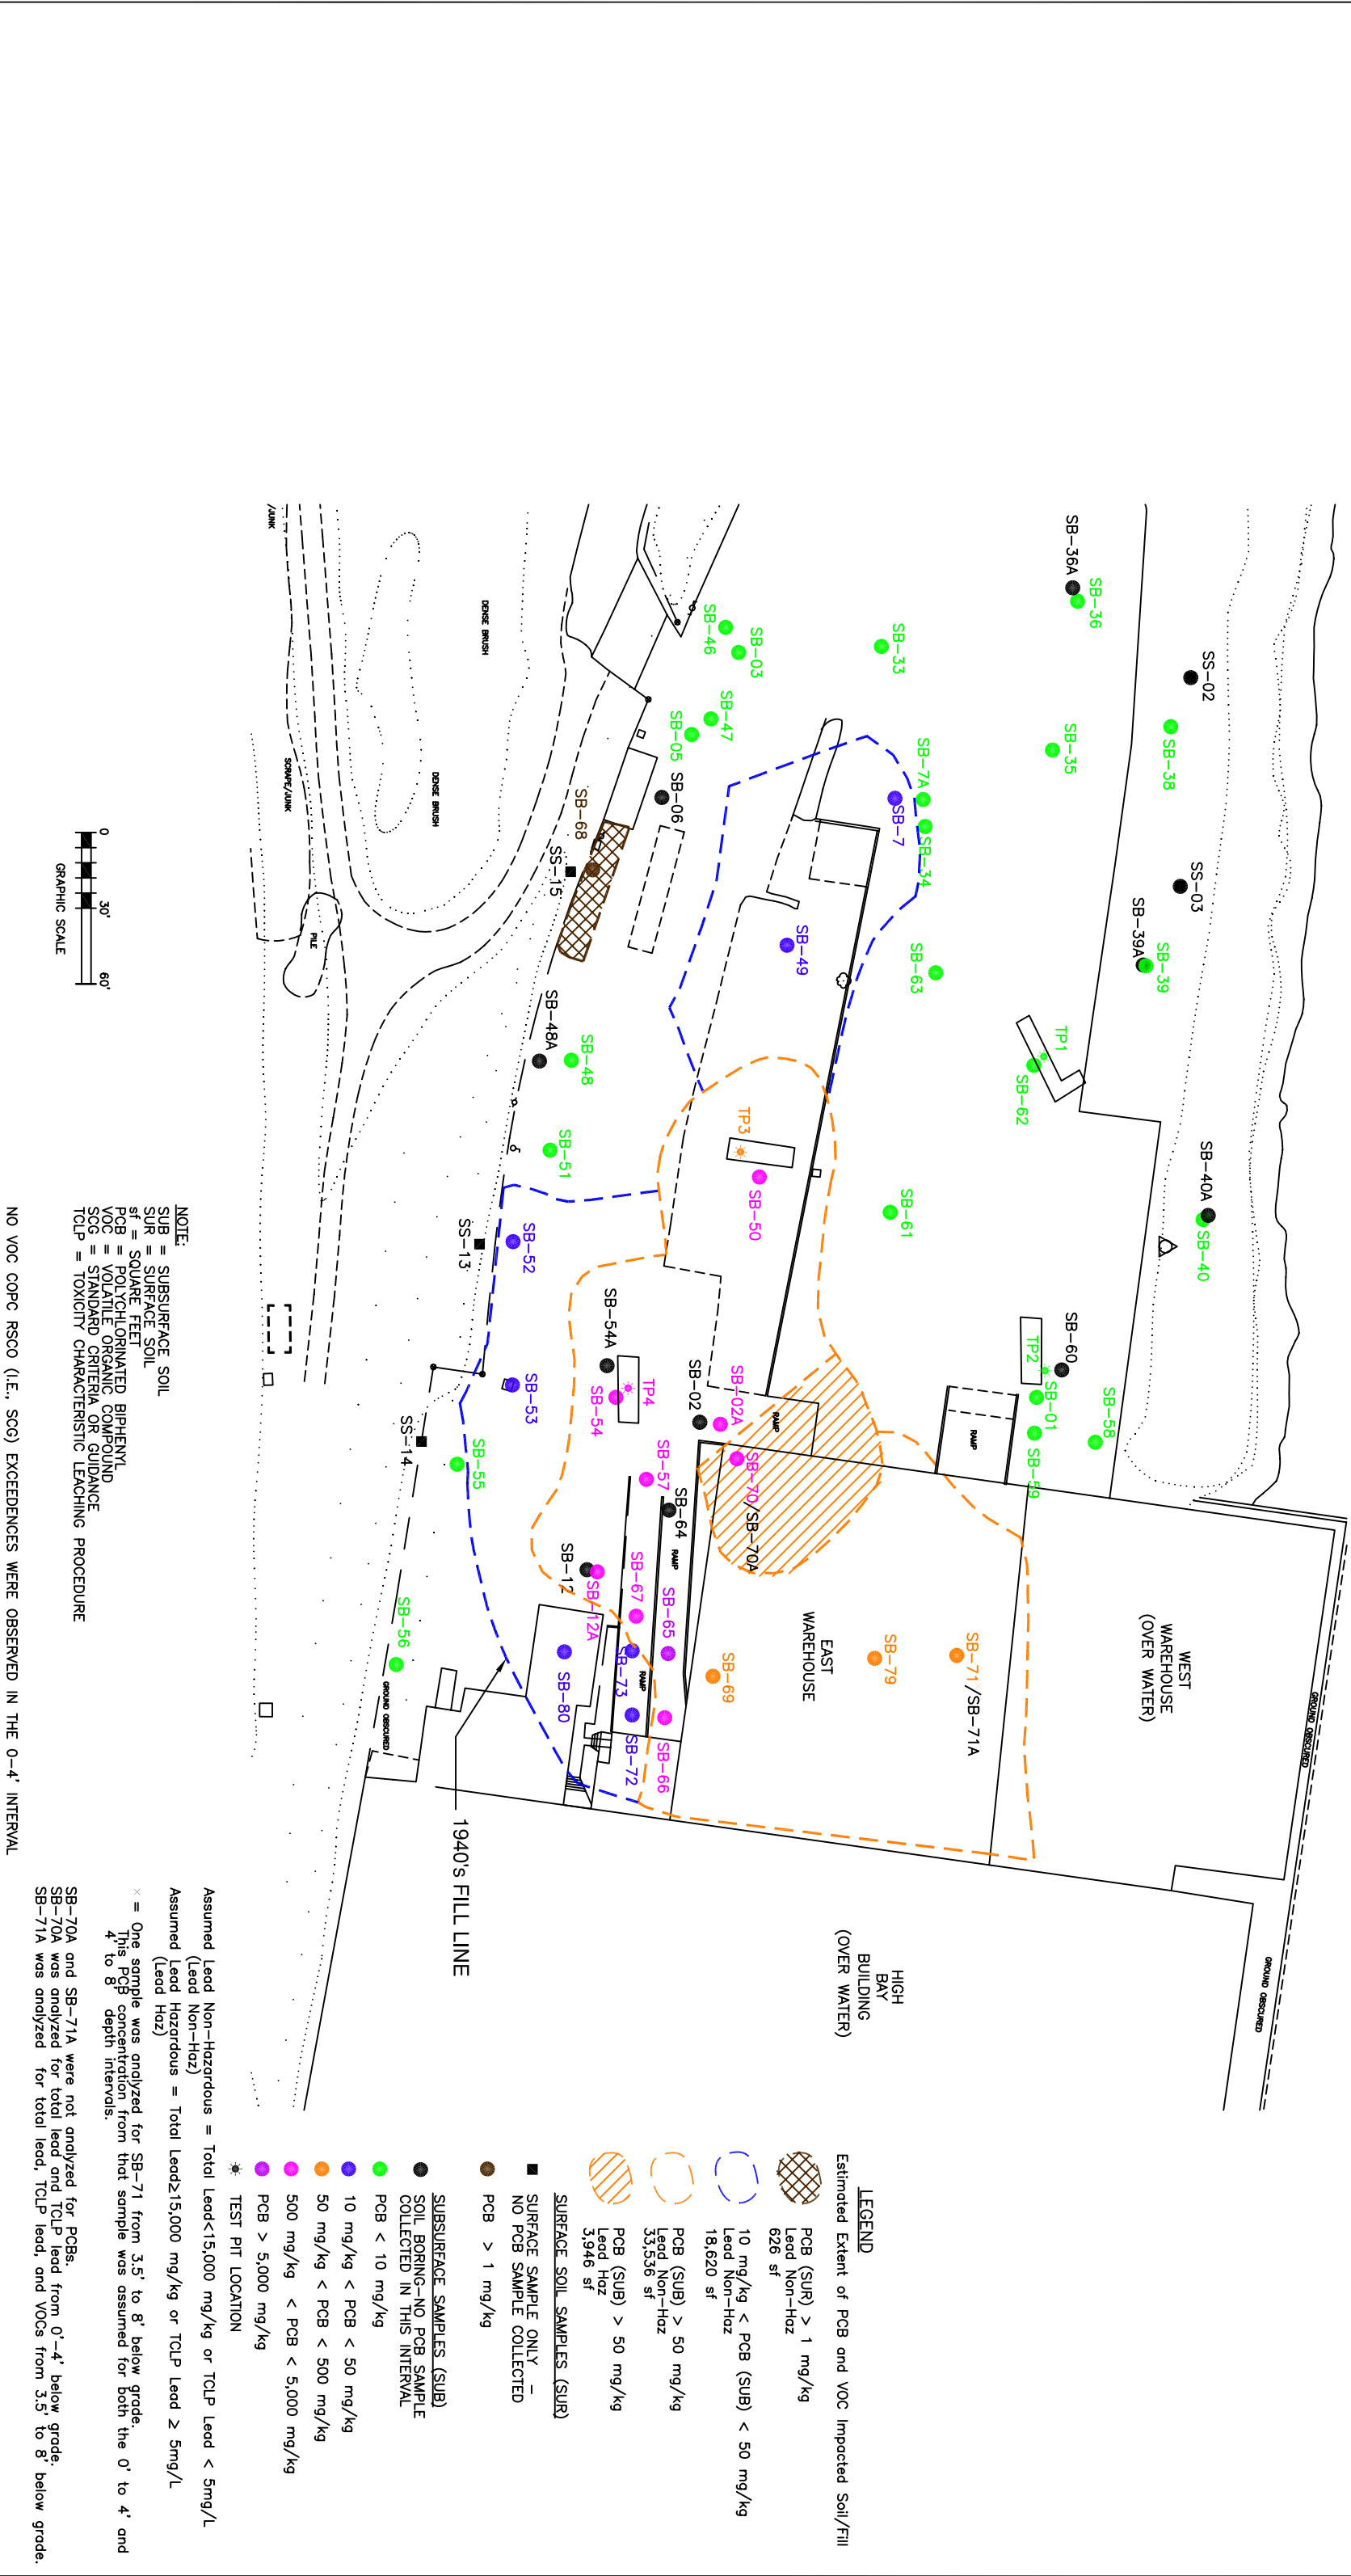 SB-36A
SB-36
SS-02
SB-38
SB-35
SB-33
SB-46
SB-03
SB-47
SB-05
SB-06
SB-7A
SB-7
SB-34
SS-03
SB-39A
SB-39
SB-68
SS-15
SB-49
SB-63
TP1
SB-62
SB-48A
SB-48
SB-51
TP3
SB-50
SB-61
SB-40A
SB-40
SS-13
SB-52
SB-53
SB-54A
SB-54
TP4
SB-02
SB-02A
SB-60
TP2
SB-01
SB-58
SB-59
SS-14
SB-55
SB-56
SB-57
SB-64
SB-70/SB-70A
SB-12
SB-12A
SB-67
SB-65
SB-73
SB-72
SB-66
SB-80
SB-69
SB-79
SB-71/SB-71A
RAMP
RAMP
RAMP
RAMP
/JUNK
DENSE BRUSH
DENSE BRUSH
SCRAPE/JUNK
PILE
GROUND OBSCURED
GROUND OBSCURED
GROUND OBSCURED
WEST
WAREHOUSE
(OVER WATER)
EAST
WAREHOUSE
HIGH
BAY
BUILDING
(OVER WATER)
1940's FILL LINE
0
30'
60'
GRAPHIC SCALE
NOTE:
SUB = SUBSURFACE SOIL
SUR = SURFACE SOIL
sf = SQUARE FEET
PCB = POLYCHLORINATED BIPHENYL
VOC = VOLATILE ORGANIC COMPOUND
SCG = STANDARD CRITERIA OR GUIDANCE
TCLP = TOXICITY CHARACTERISTIC LEACHING PROCEDURE
NO VOC COPC RSCO (I.E., SCG) EXCEEDENCES WERE OBSERVED IN THE 0-4' INTERVAL
LEGEND
Estimated Extent of PCB and VOC Impacted Soil/Fill
PCB (SUR) > 1 mg/kg
Lead Non-Haz
626 sf
10 mg/kg < PCB (SUB) < 50 mg/kg
Lead Non-Haz
18,620 sf
PCB (SUB) > 50 mg/kg
Lead Non-Haz
33,536 sf
PCB (SUB) > 50 mg/kg
Lead Haz
3,946 sf
SURFACE SOIL SAMPLES (SUR)
SURFACE SAMPLE ONLY -
NO PCB SAMPLE COLLECTED
PCB > 1 mg/kg
SUBSURFACE SAMPLES (SUB)
SOIL BORING-NO PCB SAMPLE
COLLECTED IN THIS INTERVAL
PCB < 10 mg/kg
10 mg/kg < PCB < 50 mg/kg
50 mg/kg < PCB < 500 mg/kg
500 mg/kg < PCB < 5,000 mg/kg
PCB > 5,000 mg/kg
TEST PIT LOCATION
Assumed Lead Non-Hazardous = Total Lead<15,000 mg/kg or TCLP Lead < 5mg/L
(Lead Non-Haz)
Assumed Lead Hazardous = Total Lead≥15,000 mg/kg or TCLP Lead ≥ 5mg/L
(Lead Haz)
× = One sample was analyzed for SB-71 from 3.5' to 8' below grade.
This PCB concentration from that sample was assumed for both the 0' to 4' and
4' to 8' depth intervals.
SB-70A and SB-71A were not analyzed for PCBs.
SB-70A was analyzed for total lead and TCLP lead from 0'-4' below grade.
SB-71A was analyzed for total lead, TCLP lead, and VOCs from 3.5' to 8' below grade.